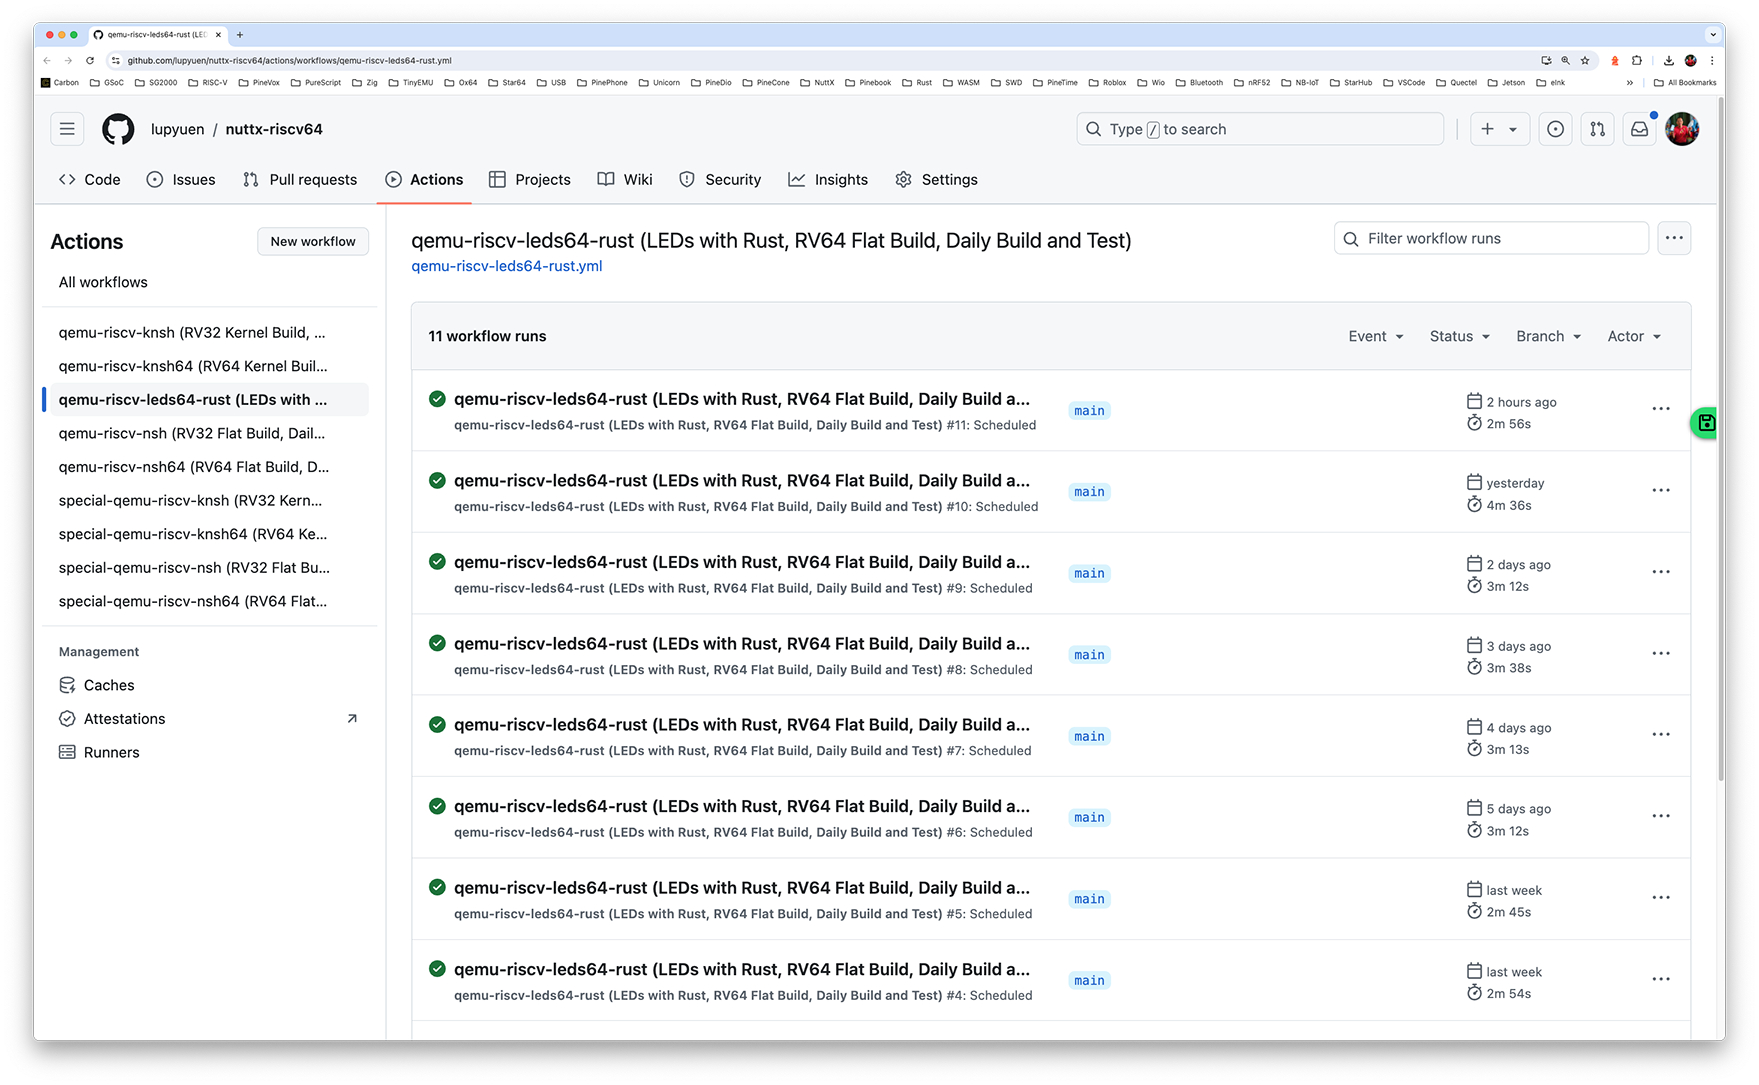 qemu-riscv-leds64-rust (LED
github.com/lupyuen/nuttx-riscv64/actions/workflows/qemu-riscv-leds64-rust.yml
Carbon GSoC SG2000 RISC-V PineVox PureScript Zig TinyEMU Ox64 Star64 USB PinePhone Unicorn PineDio PineCone NuttX Pinebook Rust WASM SWD PineTime Roblox Wio Bluetooth nRF52 NB-IoT StarHub VSCode Quectel Jetson eInk » All Bookmarks
lupyuen / nuttx-riscv64
Type / to search
Code Issues Pull requests Actions Projects Wiki Security Insights Settings
Actions
New workflow
All workflows
qemu-riscv-knsh (RV32 Kernel Build, ...
qemu-riscv-knsh64 (RV64 Kernel Buil...
qemu-riscv-leds64-rust (LEDs with ...
qemu-riscv-nsh (RV32 Flat Build, Dail...
qemu-riscv-nsh64 (RV64 Flat Build, D...
special-qemu-riscv-knsh (RV32 Kern...
special-qemu-riscv-knsh64 (RV64 Ke...
special-qemu-riscv-nsh (RV32 Flat Bu...
special-qemu-riscv-nsh64 (RV64 Flat...
Management
Caches
Attestations
Runners
qemu-riscv-leds64-rust (LEDs with Rust, RV64 Flat Build, Daily Build and Test)
qemu-riscv-leds64-rust.yml
Filter workflow runs
11 workflow runs
Event Status Branch Actor
qemu-riscv-leds64-rust (LEDs with Rust, RV64 Flat Build, Daily Build a...
qemu-riscv-leds64-rust (LEDs with Rust, RV64 Flat Build, Daily Build and Test) #11: Scheduled
main
2 hours ago
2m 56s
qemu-riscv-leds64-rust (LEDs with Rust, RV64 Flat Build, Daily Build a...
qemu-riscv-leds64-rust (LEDs with Rust, RV64 Flat Build, Daily Build and Test) #10: Scheduled
main
yesterday
4m 36s
qemu-riscv-leds64-rust (LEDs with Rust, RV64 Flat Build, Daily Build a...
qemu-riscv-leds64-rust (LEDs with Rust, RV64 Flat Build, Daily Build and Test) #9: Scheduled
main
2 days ago
3m 12s
qemu-riscv-leds64-rust (LEDs with Rust, RV64 Flat Build, Daily Build a...
qemu-riscv-leds64-rust (LEDs with Rust, RV64 Flat Build, Daily Build and Test) #8: Scheduled
main
3 days ago
3m 38s
qemu-riscv-leds64-rust (LEDs with Rust, RV64 Flat Build, Daily Build a...
qemu-riscv-leds64-rust (LEDs with Rust, RV64 Flat Build, Daily Build and Test) #7: Scheduled
main
4 days ago
3m 13s
qemu-riscv-leds64-rust (LEDs with Rust, RV64 Flat Build, Daily Build a...
qemu-riscv-leds64-rust (LEDs with Rust, RV64 Flat Build, Daily Build and Test) #6: Scheduled
main
5 days ago
3m 12s
qemu-riscv-leds64-rust (LEDs with Rust, RV64 Flat Build, Daily Build a...
qemu-riscv-leds64-rust (LEDs with Rust, RV64 Flat Build, Daily Build and Test) #5: Scheduled
main
last week
2m 45s
qemu-riscv-leds64-rust (LEDs with Rust, RV64 Flat Build, Daily Build a...
qemu-riscv-leds64-rust (LEDs with Rust, RV64 Flat Build, Daily Build and Test) #4: Scheduled
main
last week
2m 54s